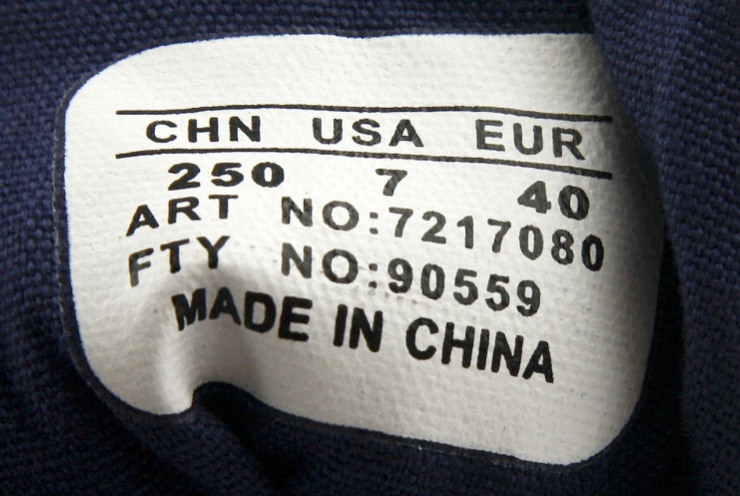 CHN USA EUR
250 7 40
ART NO:7217080
FTY NO:90559
MADE IN CHINA